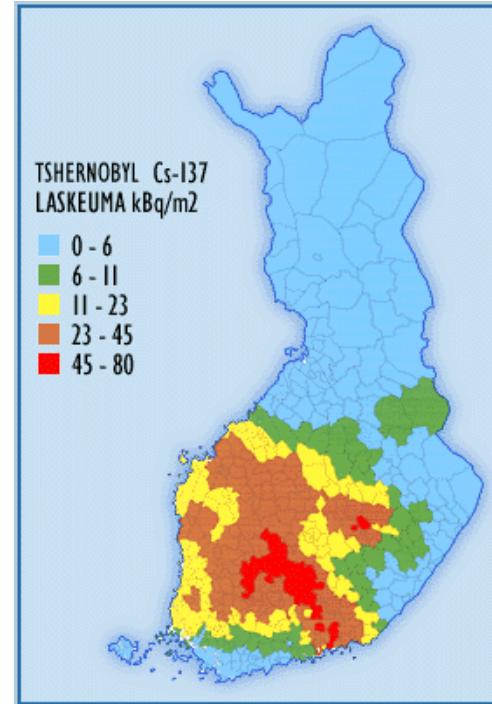 TSHERNOBYL Cs-137
LASKEUMA kBq/m2
0 - 6
6 - 11
11 - 23
23 - 45
45 - 80